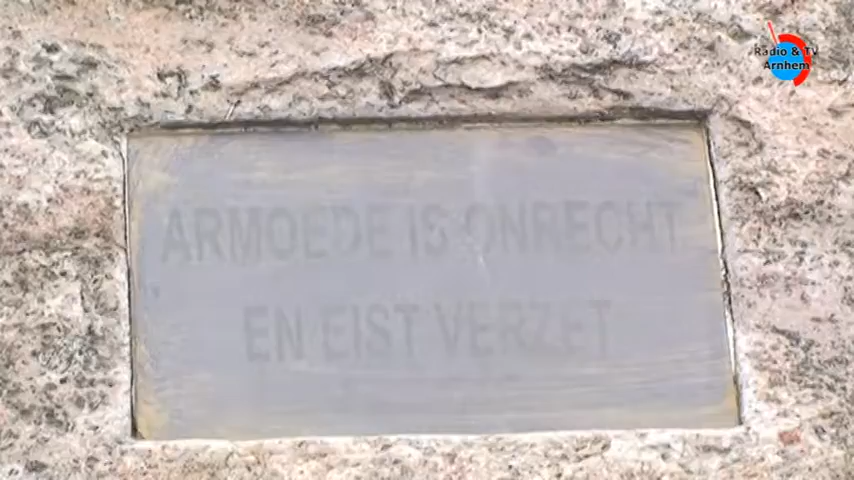 Radio & TV
Arnhem
ARMOEDE IS ONRECHT
EN EIST VERZET